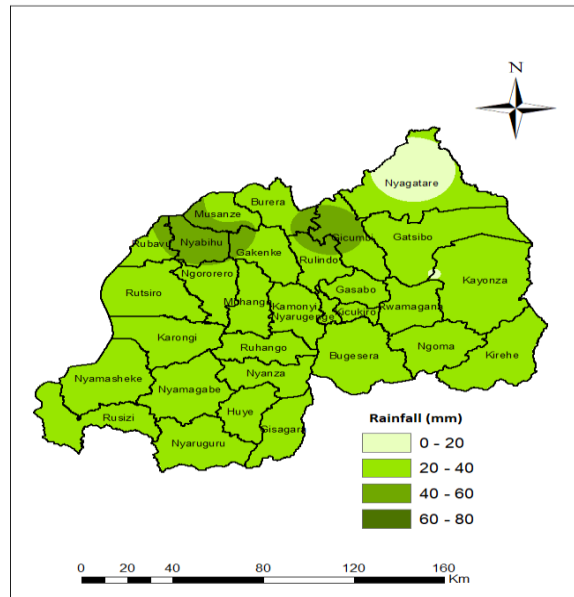 N
Nyagatare
Burera
Musanze
Gicumbi
Rubavu
Nyabihu
Gatsibo
Gakenke
Rulindo
Ngororero
Kayonza
Rutsiro
Gasabo
Muhanga
Kamonyi
Rwamagana
Nyarugenge
Kicukiro
Karongi
Ruhango
Ngoma
Kirehe
Bugesera
Nyamasheke
Nyanza
Nyamagabe
Huye
Rusizi
Gisagara
Nyaruguru
Rainfall (mm)
0 - 20
20 - 40
40 - 60
60 - 80
0 20 40 80 120 160
Km